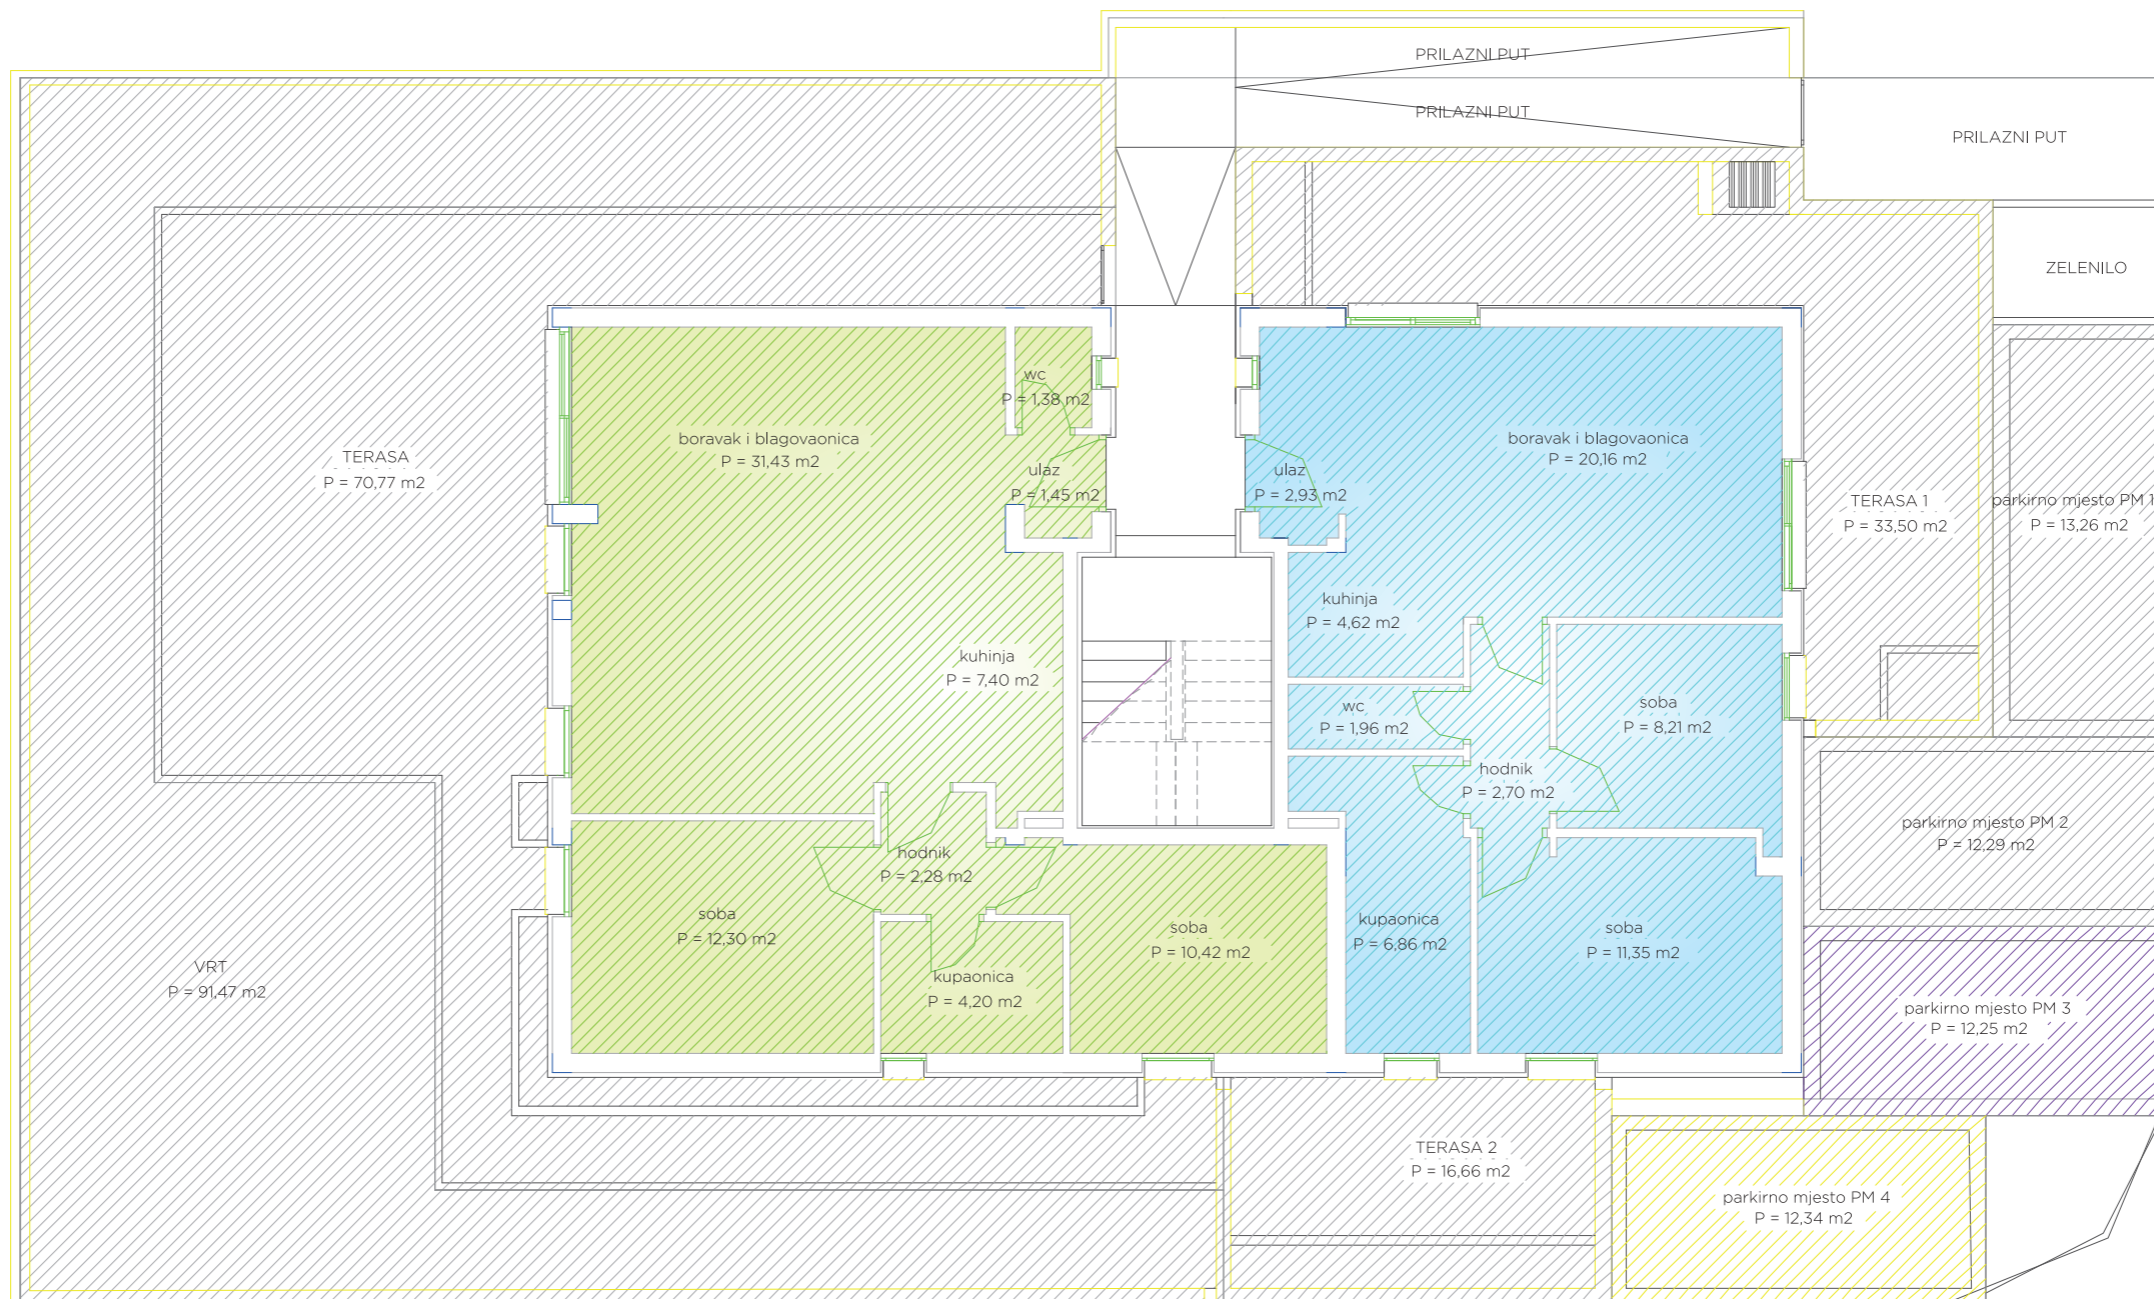 PRILAZNI PUT
PRILAZNI PUT
PRILAZNI PUT
ZELENILO
wc
P = 1,38 m2
boravak i blagovaonica
P = 31,43 m2
ulaz
P = 1,45 m2
ulaz
P = 2,93 m2
boravak i blagovaonica
P = 20,16 m2
TERASA
P = 70,77 m2
TERASA 1
P = 33,50 m2
parkirno mjesto PM 1
P = 13,26 m2
kuhinja
P = 4,62 m2
kuhinja
P = 7,40 m2
wc
P = 1,96 m2
soba
P = 8,21 m2
hodnik
P = 2,70 m2
parkirno mjesto PM 2
P = 12,29 m2
hodnik
P = 2,28 m2
soba
P = 12,30 m2
soba
P = 10,42 m2
kupaonica
P = 6,86 m2
soba
P = 11,35 m2
kupaonica
P = 4,20 m2
VRT
P = 91,47 m2
parkirno mjesto PM 3
P = 12,25 m2
TERASA 2
P = 16,66 m2
parkirno mjesto PM 4
P = 12,34 m2